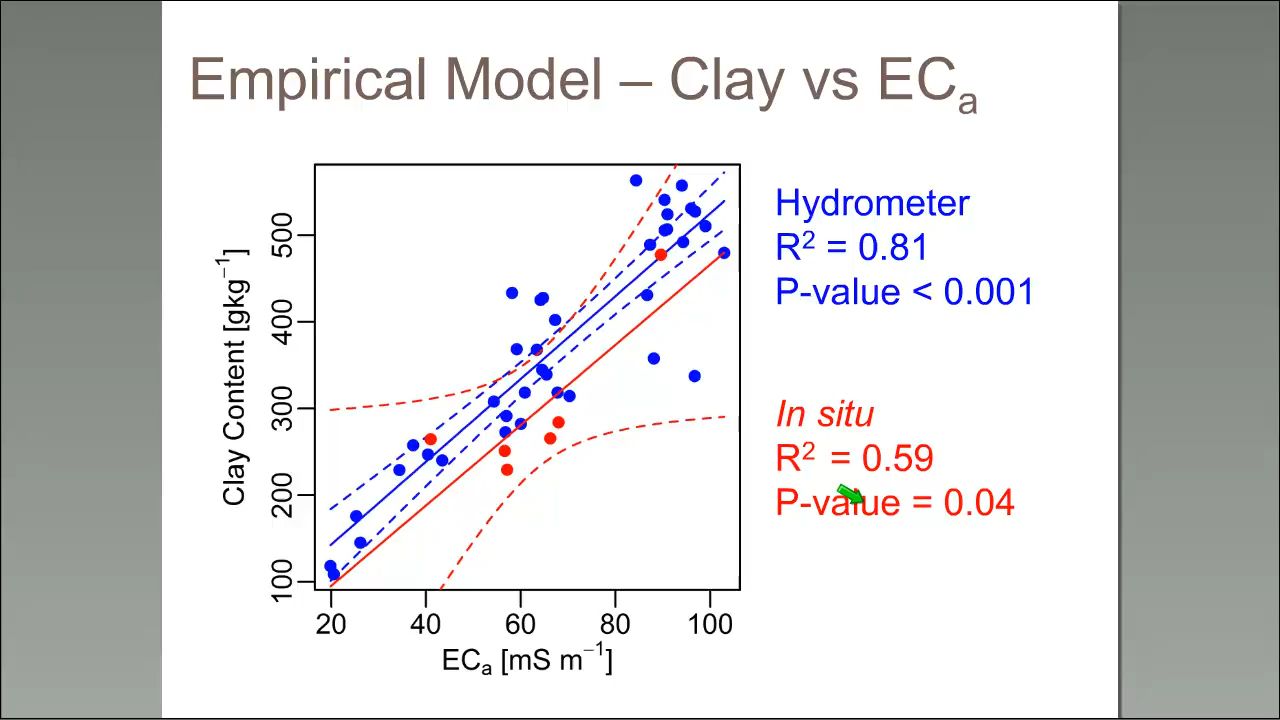 Empirical Model – Clay vs ECa
Hydrometer
R² = 0.81
P-value < 0.001
In situ
R² = 0.59
P-value = 0.04
Clay Content [gkg⁻¹]
500
400
300
200
100
20 40 60 80 100
ECa [mS m⁻¹]